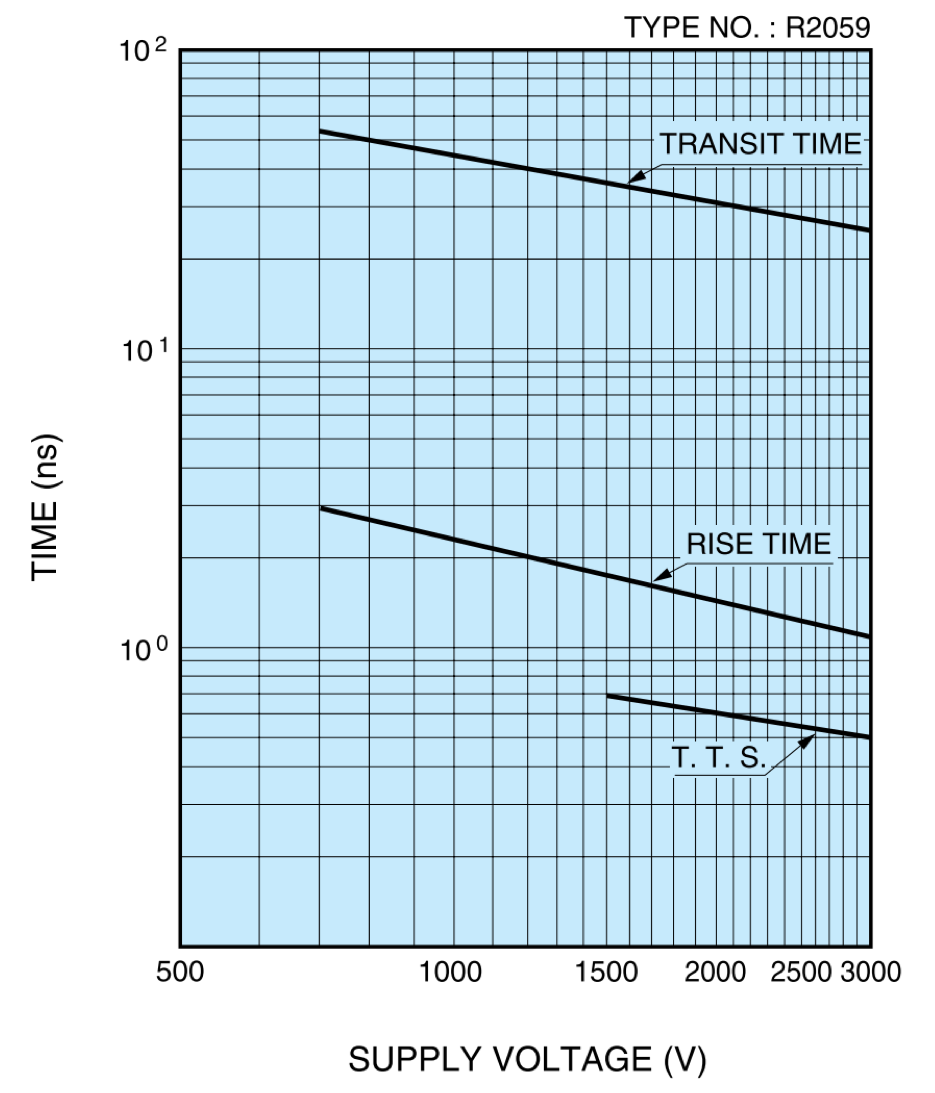 TYPE NO. : R2059
10²
TRANSIT TIME
10¹
TIME (ns)
RISE TIME
10⁰
T. T. S.
500 1000 1500 2000 2500 3000
SUPPLY VOLTAGE (V)